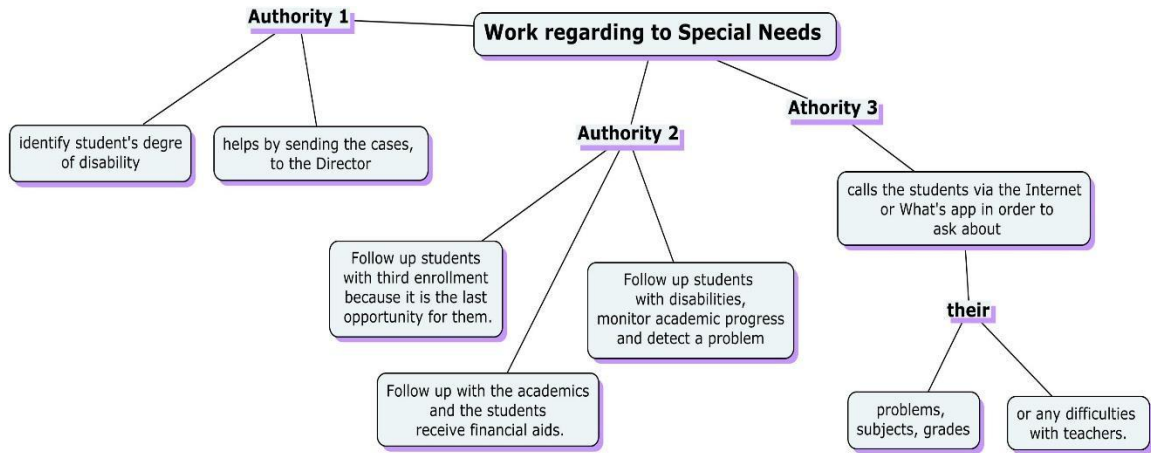 Work regarding to Special Needs
Authority 1
identify student's degre
of disability
helps by sending the cases,
to the Director
Authority 2
Follow up students
with third enrollment
because it is the last
opportunity for them.
Follow up with the academics
and the students
receive financial aids.
Follow up students
with disabilities,
monitor academic progress
and detect a problem
Athority 3
calls the students via the Internet
or What's app in order to
ask about
their
problems,
subjects, grades
or any difficulties
with teachers.